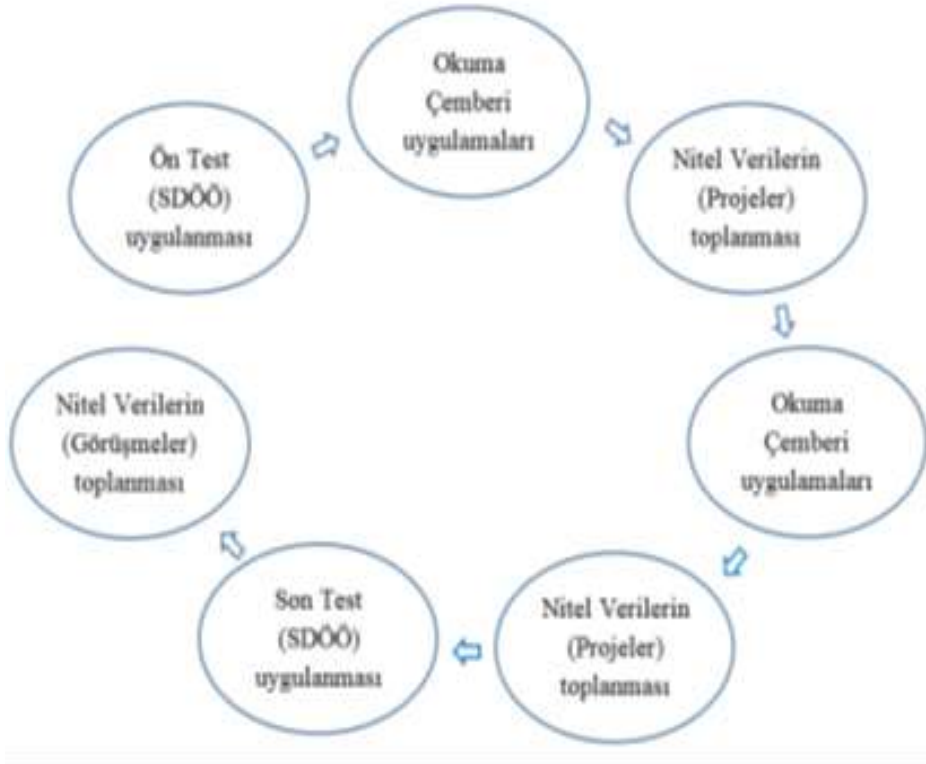 Ön Test
(SDÖÖ)
uygulanması
Okuma
Çemberi
uygulamaları
Nitel Verilerin
(Projeler)
toplanması
Okuma
Çemberi
uygulamaları
Nitel Verilerin
(Projeler)
toplanması
Son Test
(SDÖÖ)
uygulanması
Nitel Verilerin
(Görüşmeler)
toplanması